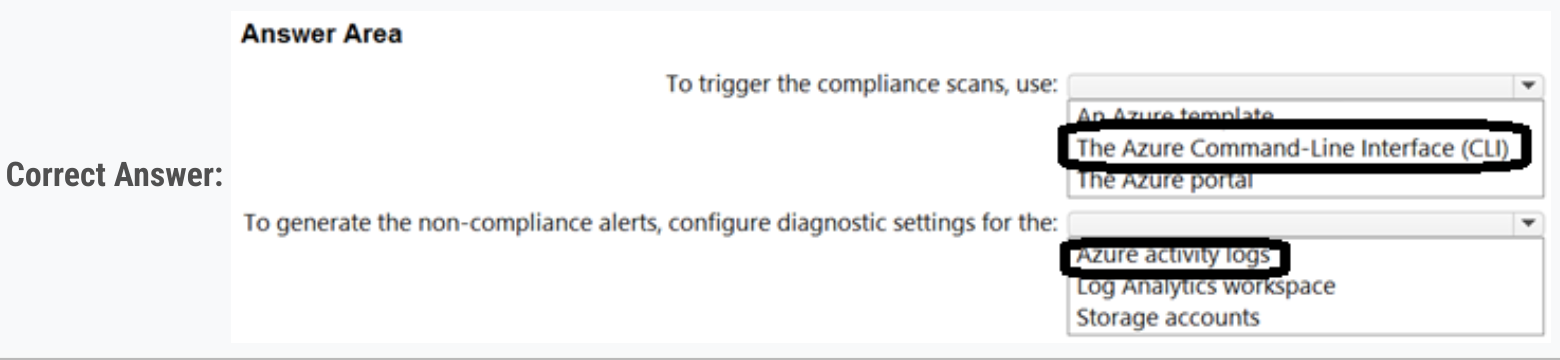 Answer Area
To trigger the compliance scans, use:
An Azure template
The Azure Command-Line Interface (CLI)
The Azure portal
Correct Answer:
To generate the non-compliance alerts, configure diagnostic settings for the:
Azure activity logs
Log Analytics workspace
Storage accounts